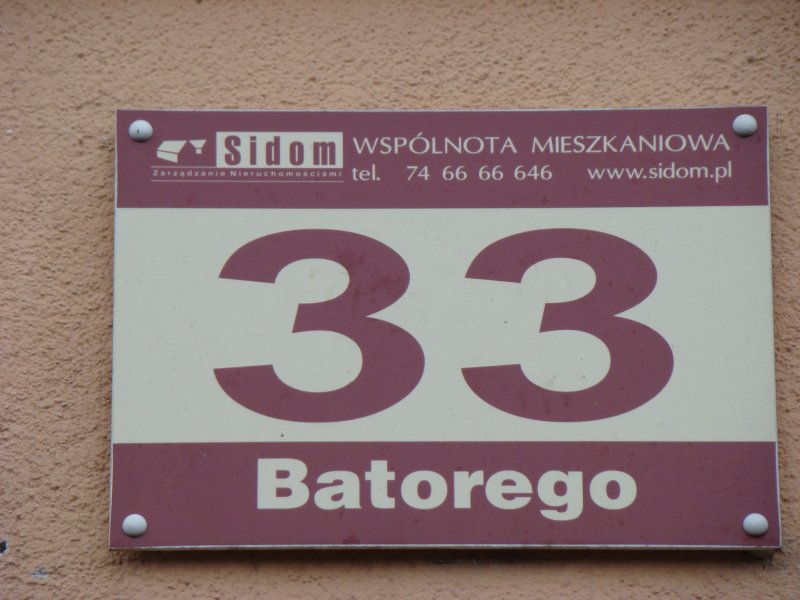 Sidom WSPÓLNOTA MIESZKANIOWA
Zarządzanie Nieruchomościami tel. 74 66 66 646 www.sidom.pl
33
Batorego